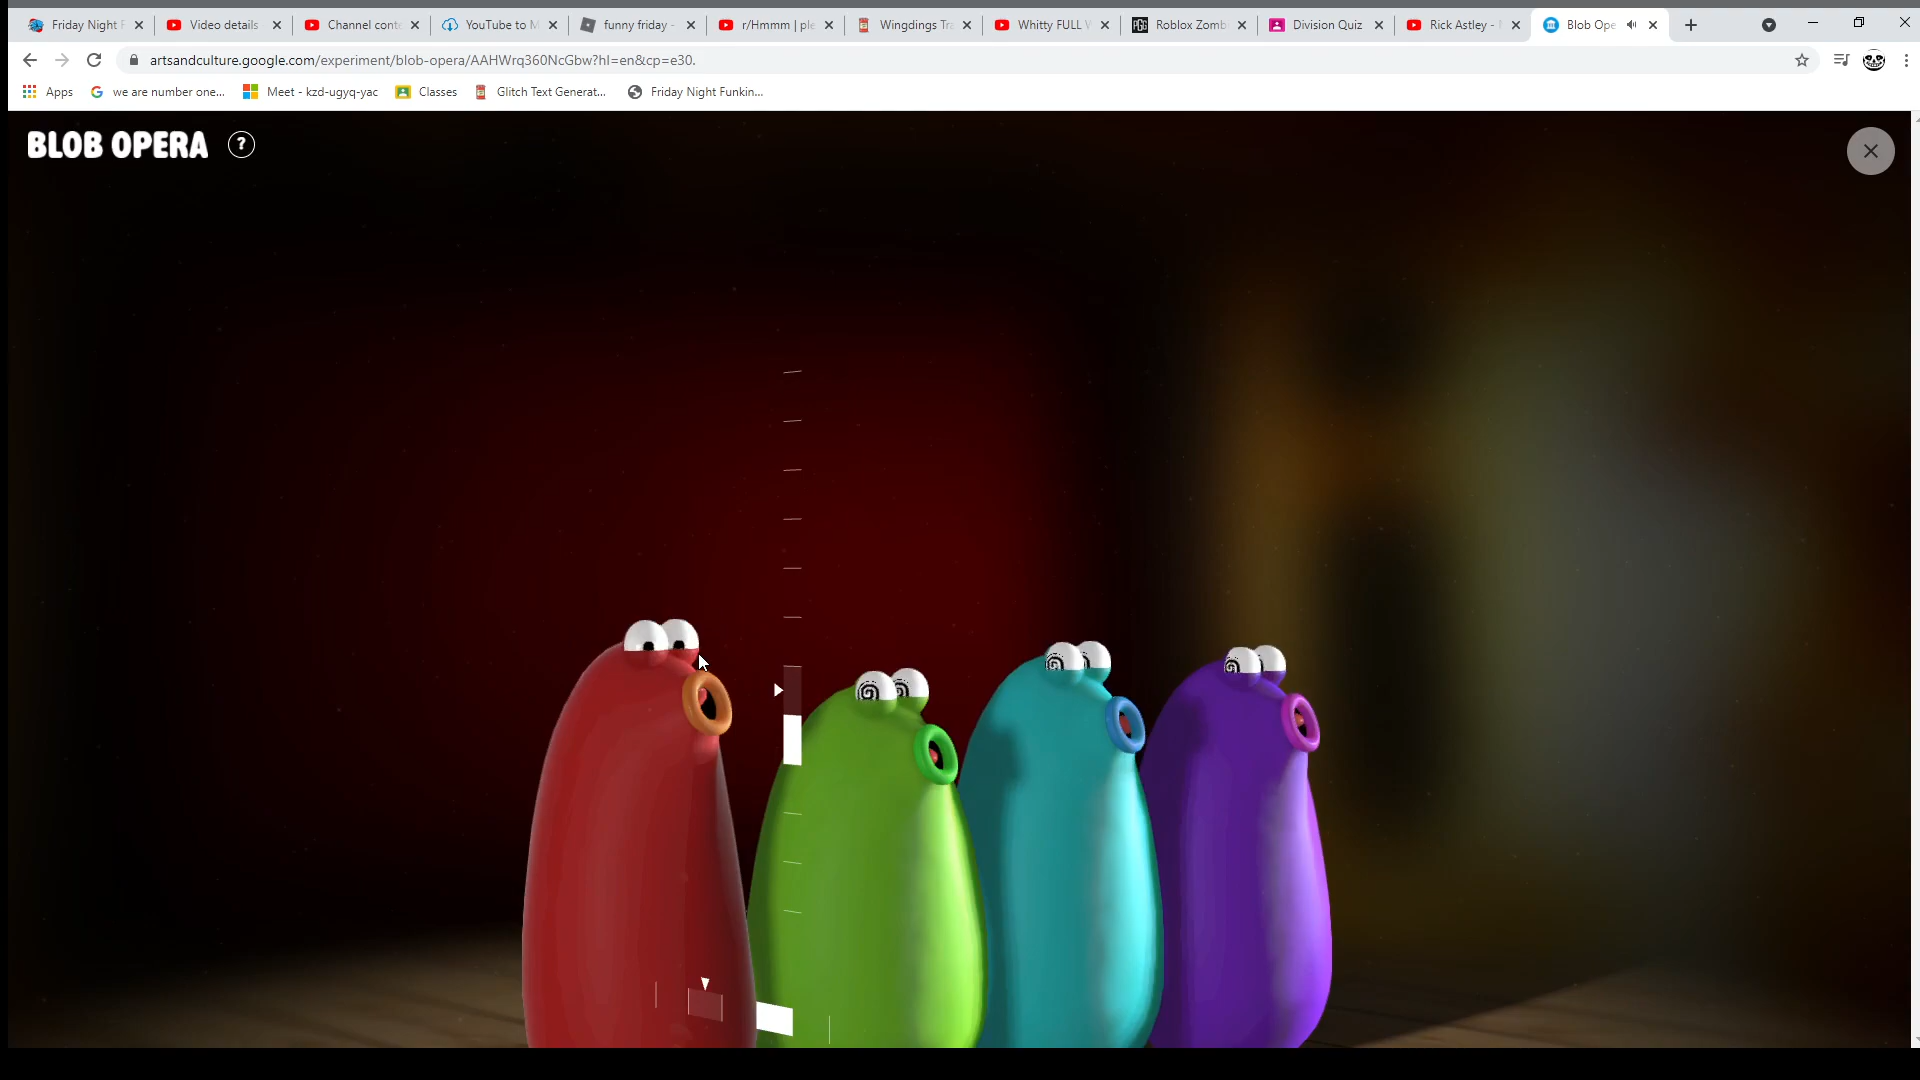 Friday Night F
Video details
Channel conte
YouTube to M
funny friday -
r/Hmmm | ple
Wingdings Tra
Whitty FULL W
Roblox Zomb
Division Quiz
Rick Astley -
Blob Ope
artsandculture.google.com/experiment/blob-opera/AAHWrq360NcGbw?hl=en&cp=e30.
Apps
we are number one...
Meet - kzd-ugyq-yac
Classes
Glitch Text Generat...
Friday Night Funkin...
BLOB OPERA ?